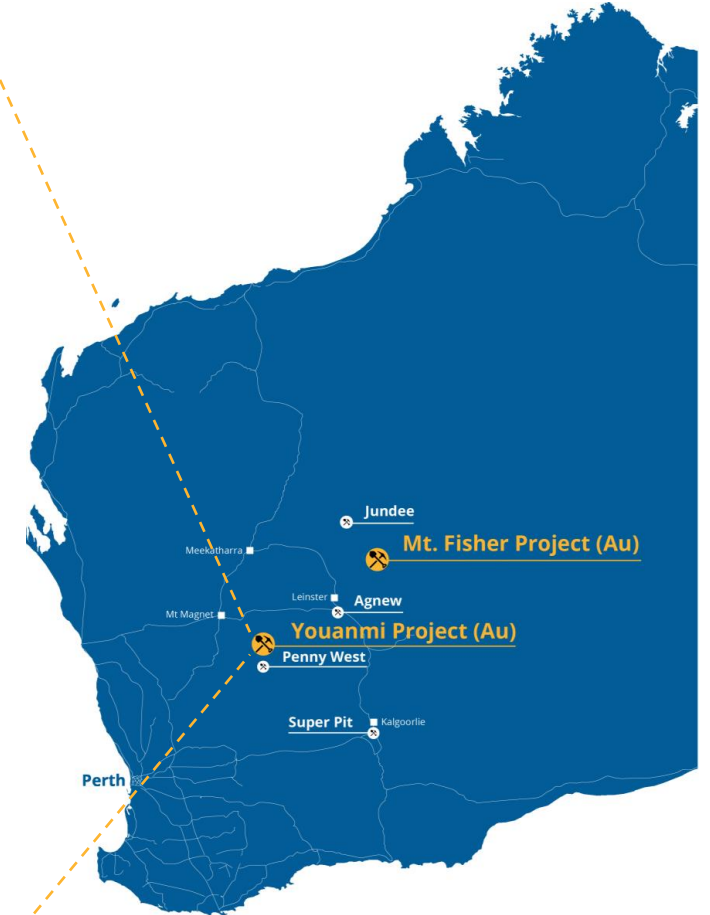 Jundee
Mt. Fisher Project (Au)
Meekatharra
Leinster
Agnew
Mt Magnet
Youanmi Project (Au)
Penny West
Super Pit
Kalgoorlie
Perth